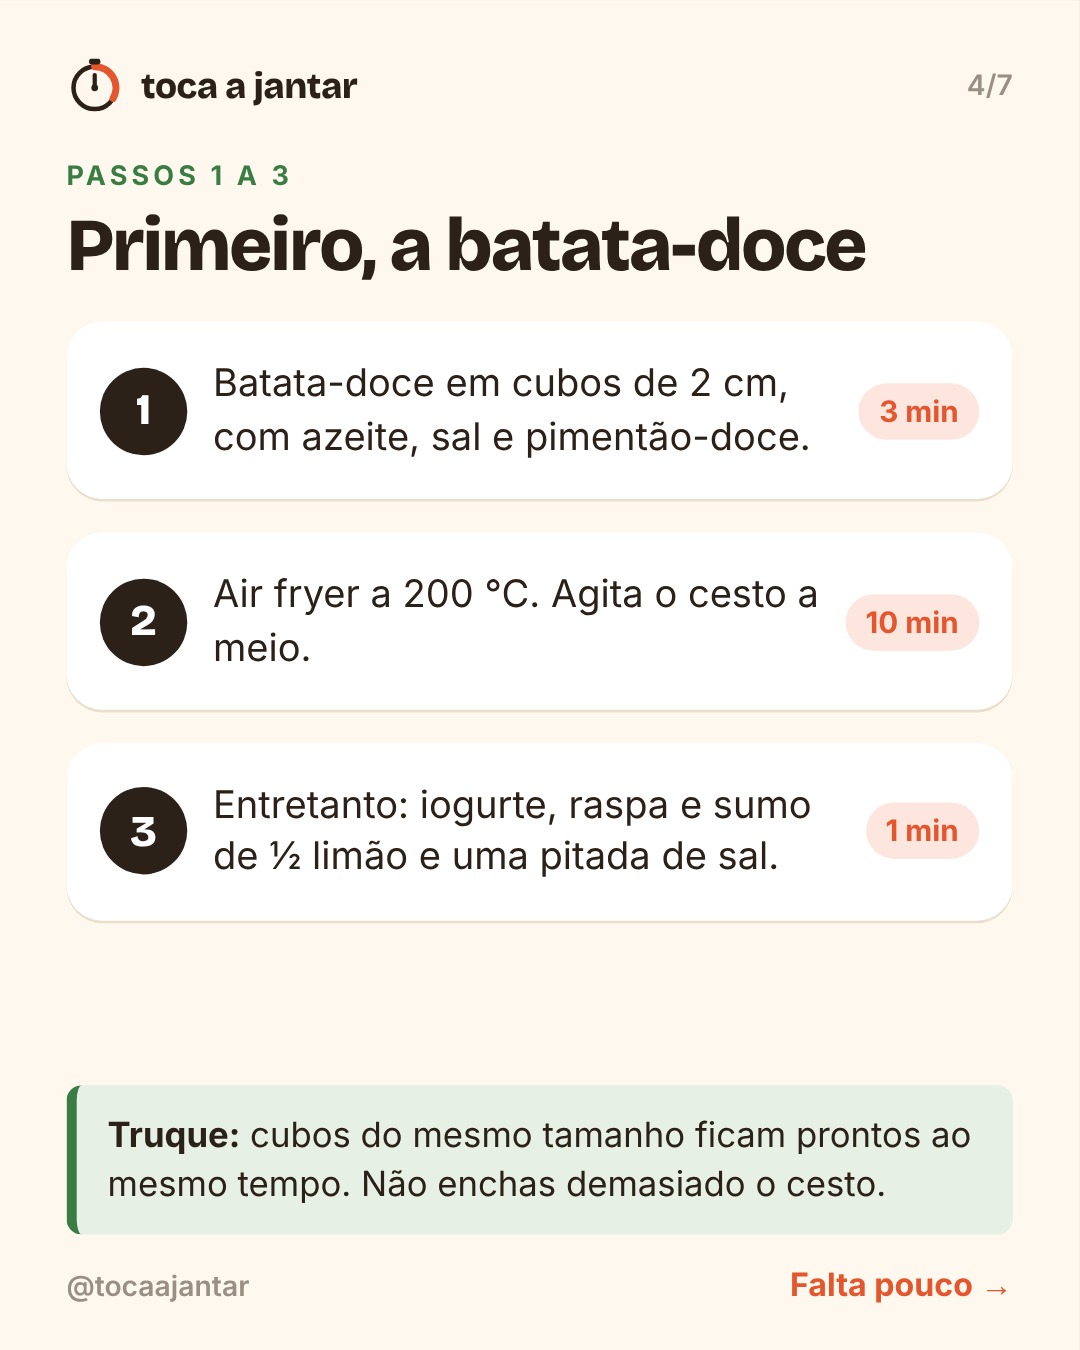 toca a jantar
4/7
PASSOS 1 A 3
Primeiro, a batata-doce
1
Batata-doce em cubos de 2 cm,
com azeite, sal e pimentão-doce.
3 min
2
Air fryer a 200 °C. Agita o cesto a
meio.
10 min
3
Entretanto: iogurte, raspa e sumo
de ½ limão e uma pitada de sal.
1 min
Truque: cubos do mesmo tamanho ficam prontos ao
mesmo tempo. Não enchas demasiado o cesto.
@tocaajantar
Falta pouco →